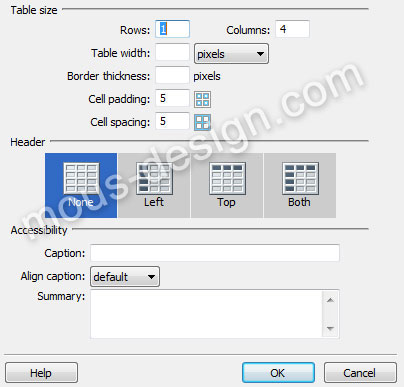 Table size
Rows: 1 Columns: 4
Table width: pixels
Border thickness: pixels
Cell padding: 5
Cell spacing: 5
Header
None Left Top Both
Accessibility
Caption:
Align caption: default
Summary:
Help OK Cancel
mous-design.com